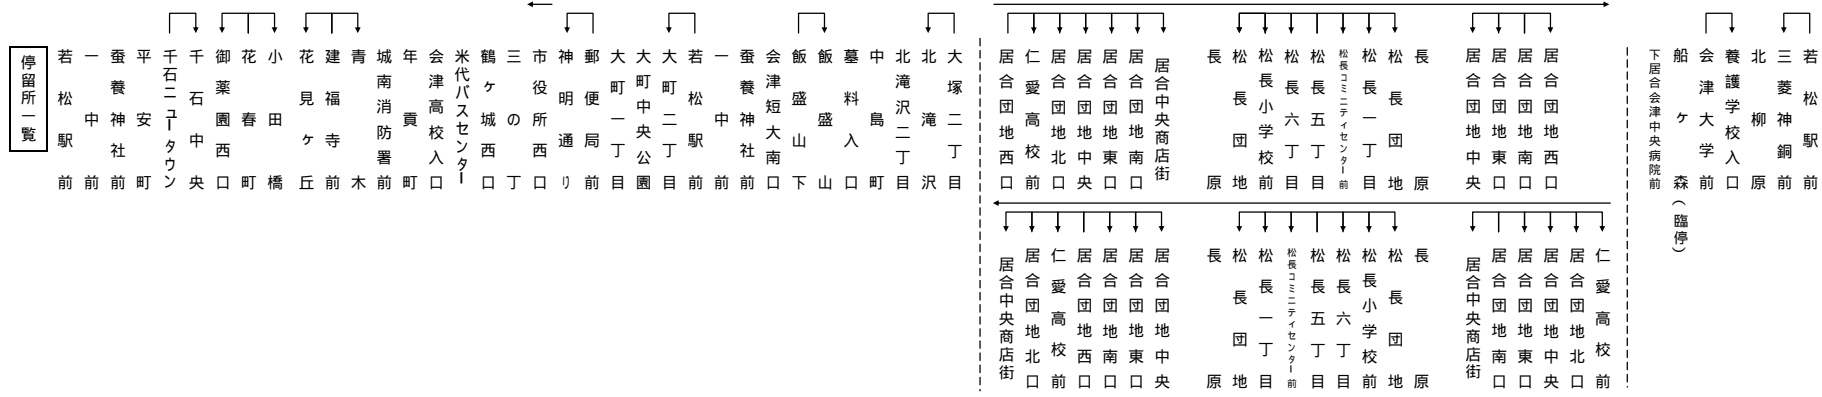 停留所一覧
若松駅前
一中前
蚕養神社前
平安町
千石ニュータウン
千石中央
御薬園西口
花春町
小田橋
花見ヶ丘
建福寺前
青木
城南消防署前
年貢町
会津高校入口
米代バスセンター
鶴ヶ城西口
三の丁
市役所西口
神明通り
郵便局前
大町一丁目
大町中央公園
大町二丁目
若松駅前
一中前
蚕養神社前
会津短大南口
飯盛山下
飯盛山
墓料入口
中島町
北滝沢二丁目
北滝沢
大塚二丁目
居合団地西口
仁愛高校前
居合団地北口
居合団地中央
居合団地東口
居合団地南口
居合中央商店街
長原
松長団地
松長小学校前
松長六丁目
松長五丁目
松長コミニティセンター前
松長一丁目
松長団地
長原
居合団地中央
居合団地東口
居合団地南口
居合団地西口
居合中央商店街
居合団地北口
仁愛高校前
居合団地西口
居合団地南口
居合団地東口
居合団地中央
長原
松長団地
松長一丁目
松長コミニティセンター前
松長五丁目
松長六丁目
松長小学校前
松長団地
長原
居合中央商店街
居合団地南口
居合団地東口
居合団地中央
居合団地北口
仁愛高校前
下居合会津中央病院前
船ヶ森(臨停)
会津大学前
養護学校入口
北柳原
三菱神銅前
若松駅前